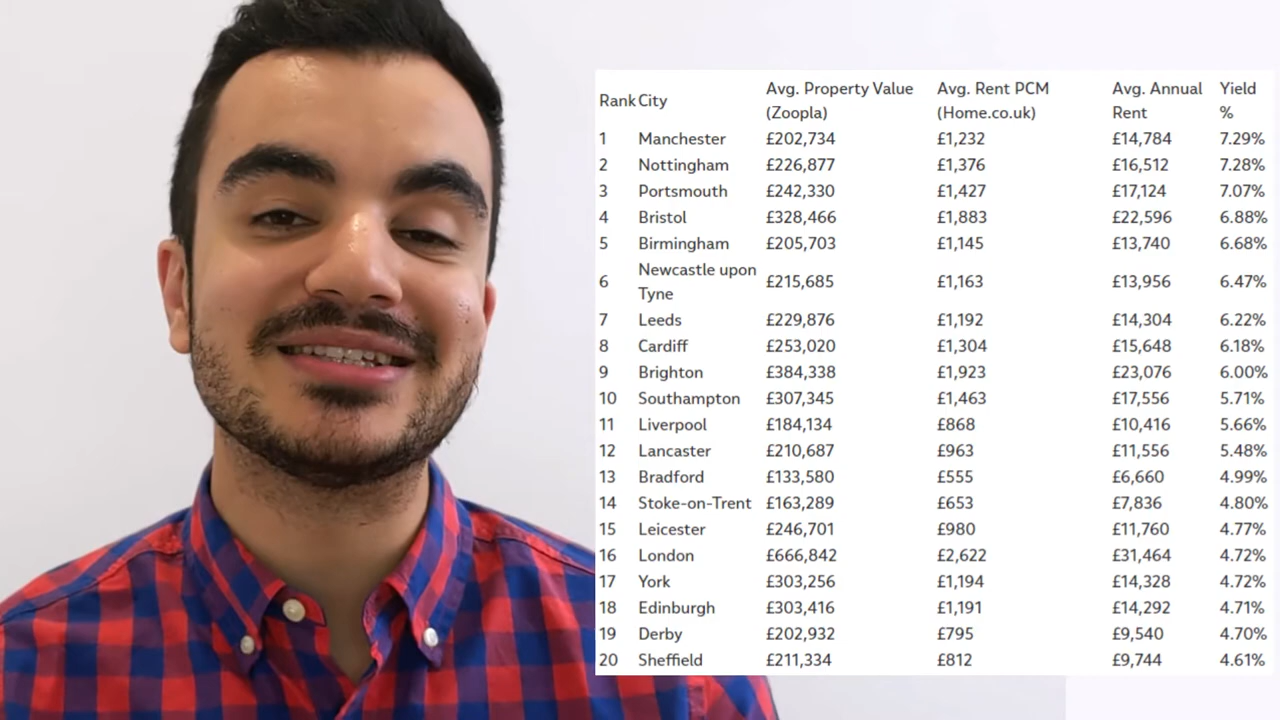 Rank City Avg. Property Value (Zoopla) Avg. Rent PCM (Home.co.uk) Avg. Annual Rent Yield %
1 Manchester £202,734 £1,232 £14,784 7.29%
2 Nottingham £226,877 £1,376 £16,512 7.28%
3 Portsmouth £242,330 £1,427 £17,124 7.07%
4 Bristol £328,466 £1,883 £22,596 6.88%
5 Birmingham £205,703 £1,145 £13,740 6.68%
6 Newcastle upon Tyne £215,685 £1,163 £13,956 6.47%
7 Leeds £229,876 £1,192 £14,304 6.22%
8 Cardiff £253,020 £1,304 £15,648 6.18%
9 Brighton £384,338 £1,923 £23,076 6.00%
10 Southampton £307,345 £1,463 £17,556 5.71%
11 Liverpool £184,134 £868 £10,416 5.66%
12 Lancaster £210,687 £963 £11,556 5.48%
13 Bradford £133,580 £555 £6,660 4.99%
14 Stoke-on-Trent £163,289 £653 £7,836 4.80%
15 Leicester £246,701 £980 £11,760 4.77%
16 London £666,842 £2,622 £31,464 4.72%
17 York £303,256 £1,194 £14,328 4.72%
18 Edinburgh £303,416 £1,191 £14,292 4.71%
19 Derby £202,932 £795 £9,540 4.70%
20 Sheffield £211,334 £812 £9,744 4.61%